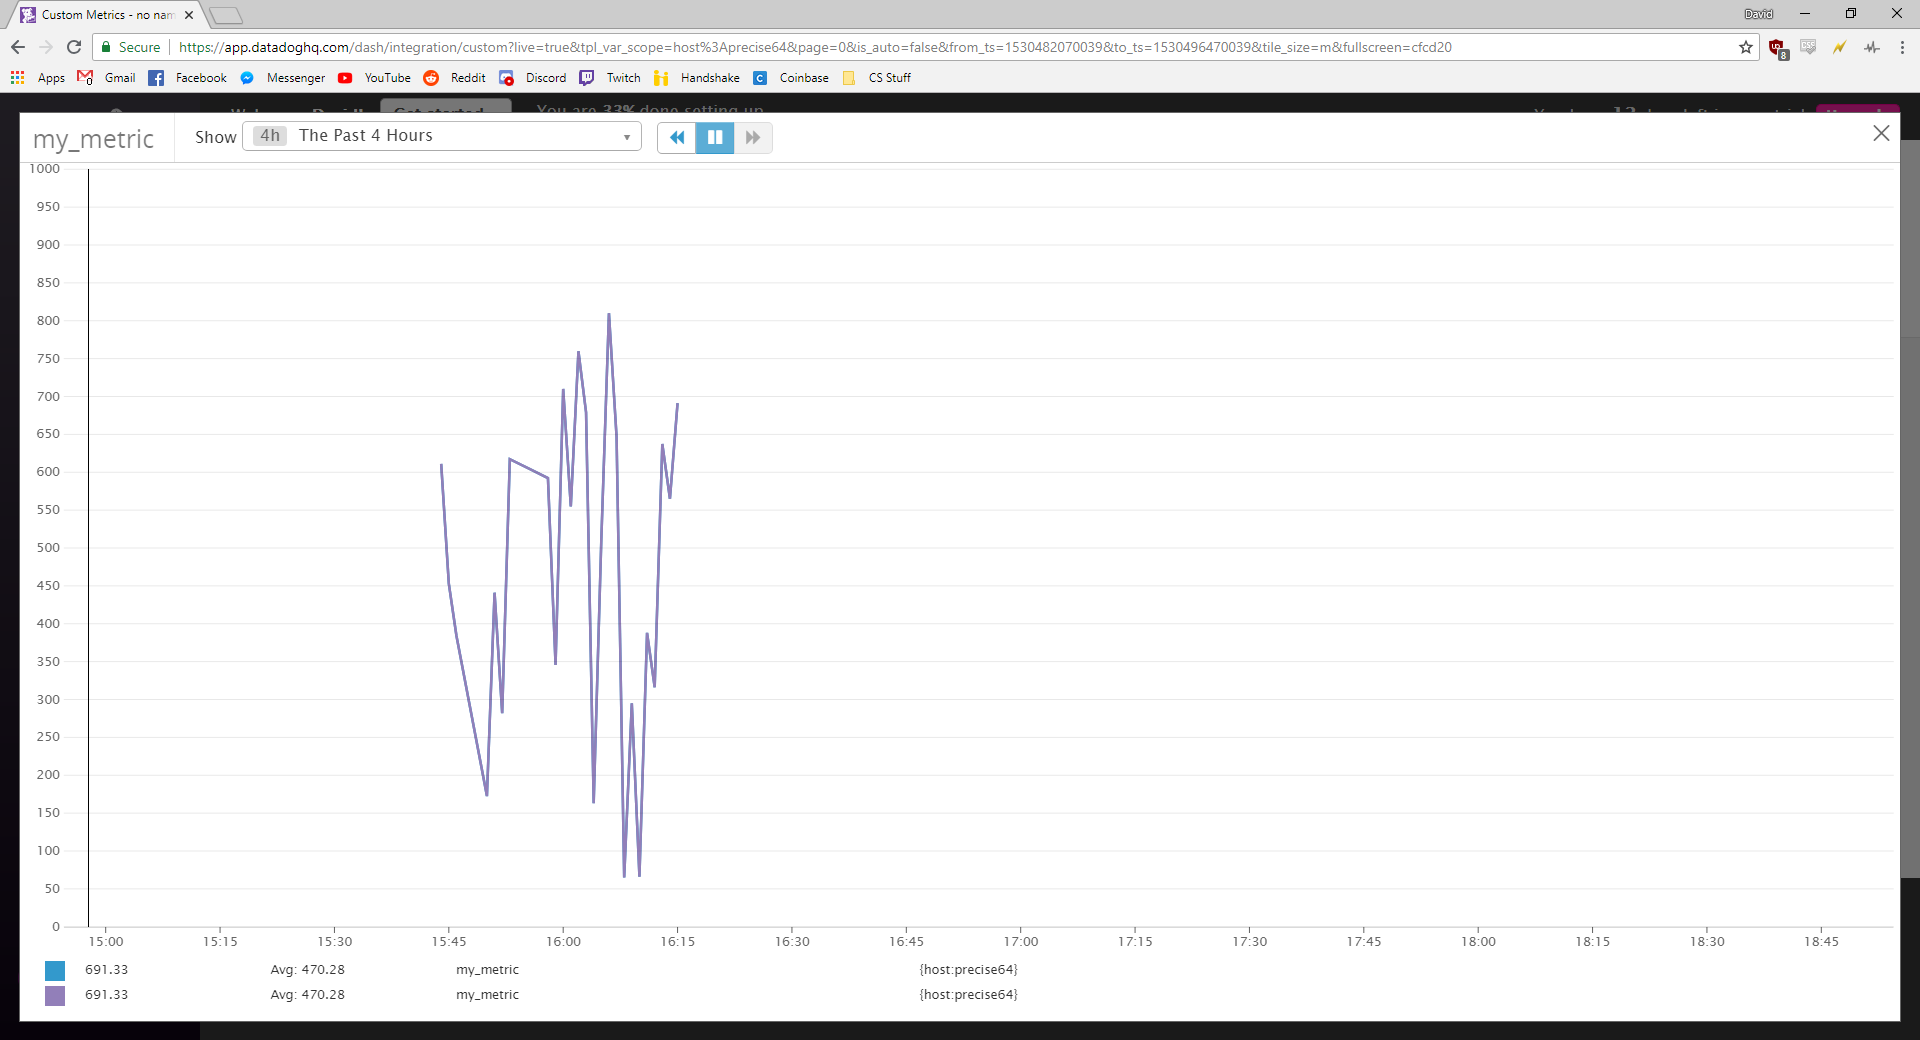 Custom Metrics - no nam
David
Secure
https://app.datadoghq.com/dash/integration/custom?live=true&tpl_var_scope=host%3Aprecise64&page=0&is_auto=false&from_ts=1530482070039&to_ts=1530496470039&tile_size=m&fullscreen=cfcd20
8
Apps Gmail Facebook Messenger YouTube Reddit Discord Twitch Handshake Coinbase CS Stuff
You are 33% done setting up
my_metric
Show 4h The Past 4 Hours
1000
950
900
850
800
750
700
650
600
550
500
450
400
350
300
250
200
150
100
50
0
15:00 15:15 15:30 15:45 16:00 16:15 16:30 16:45 17:00 17:15 17:30 17:45 18:00 18:15 18:30 18:45
691.33 Avg: 470.28 my_metric {host:precise64}
691.33 Avg: 470.28 my_metric {host:precise64}